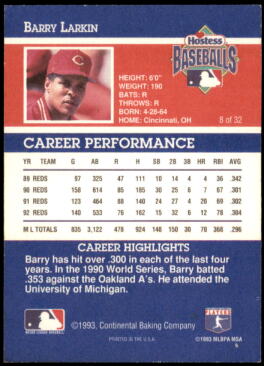 BARRY LARKIN
Hostess
BASEBALLS
HEIGHT: 6'0"
WEIGHT: 190
BATS: R
THROWS: R
BORN: 4-28-64
HOME: Cincinnati, OH
8 of 32
CAREER PERFORMANCE
YR TEAM G AB R H SB 2B 3B HR RBI AVG
89 REDS 97 325 47 111 10 14 4 4 36 .342
90 REDS 158 614 85 185 30 25 6 7 67 .301
91 REDS 123 464 88 140 24 27 4 20 69 .302
92 REDS 140 533 76 162 15 32 6 12 78 .304
M L TOTALS 835 3,122 478 924 148 150 30 70 368 .296
CAREER HIGHLIGHTS
Barry has hit over .300 in each of the last
four years. In the 1990 World Series, Barry batted
.353 against the Oakland A's. He attended the
University of Michigan.
©1993, Continental Baking Company
PRINTED IN THE U.S.A.
MAJOR LEAGUE BASEBALL
PLAYERS
©1993 MLBPA MSA